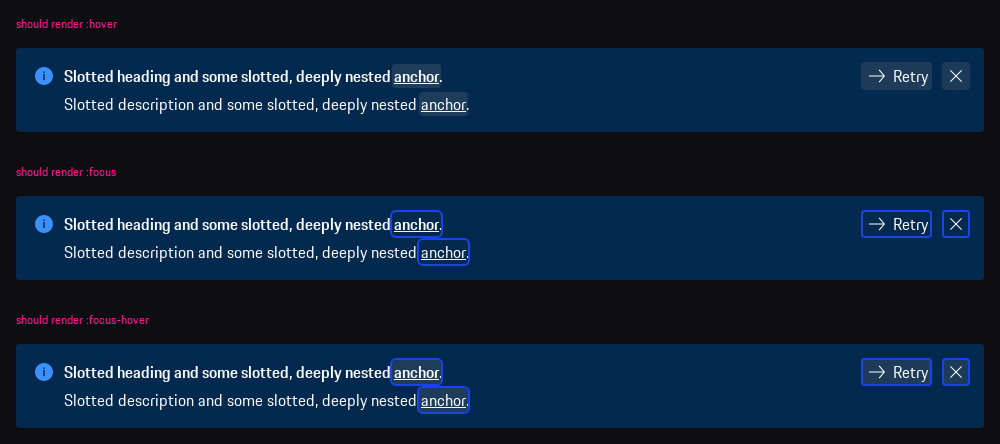 should render :hover
Slotted heading and some slotted, deeply nested anchor.
Retry
Slotted description and some slotted, deeply nested anchor.
should render :focus
Slotted heading and some slotted, deeply nested anchor.
Retry
Slotted description and some slotted, deeply nested anchor.
should render :focus-hover
Slotted heading and some slotted, deeply nested anchor.
Retry
Slotted description and some slotted, deeply nested anchor.